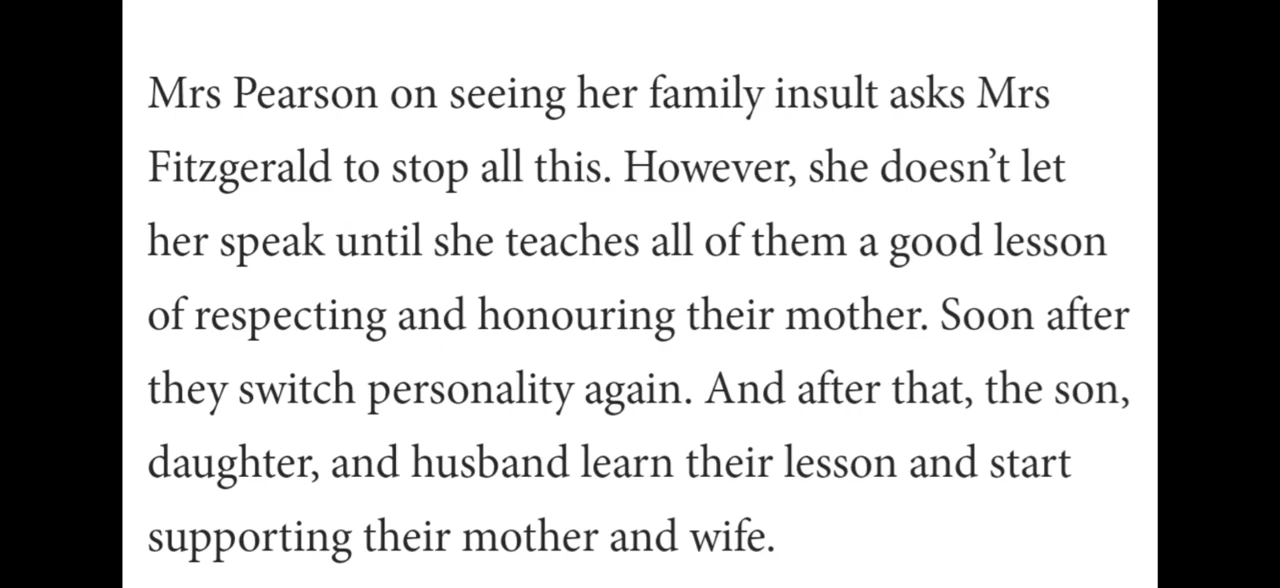 Mrs Pearson on seeing her family insult asks Mrs
Fitzgerald to stop all this. However, she doesn’t let
her speak until she teaches all of them a good lesson
of respecting and honouring their mother. Soon after
they switch personality again. And after that, the son,
daughter, and husband learn their lesson and start
supporting their mother and wife.